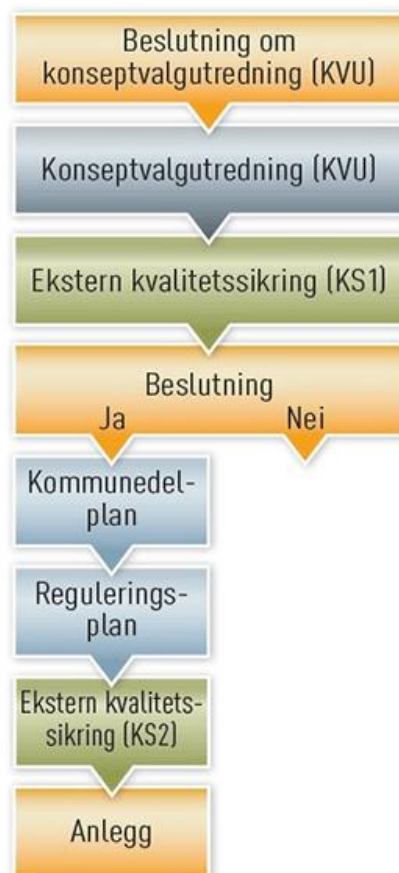 Beslutning om
konseptvalgutredning (KVU)
Konseptvalgutredning (KVU)
Ekstern kvalitetssikring (KS1)
Beslutning
Ja Nei
Kommunedel-
plan
Regulerings-
plan
Ekstern kvalitets-
sikring (KS2)
Anlegg